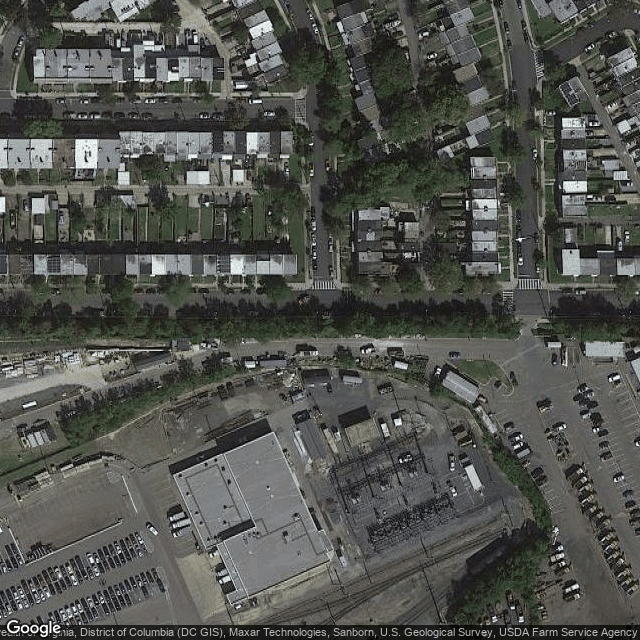 Google
nia, District of Columbia (DC GIS), Maxar Technologies, Sanborn, U.S. Geological Survey, USDA Farm Service Agency